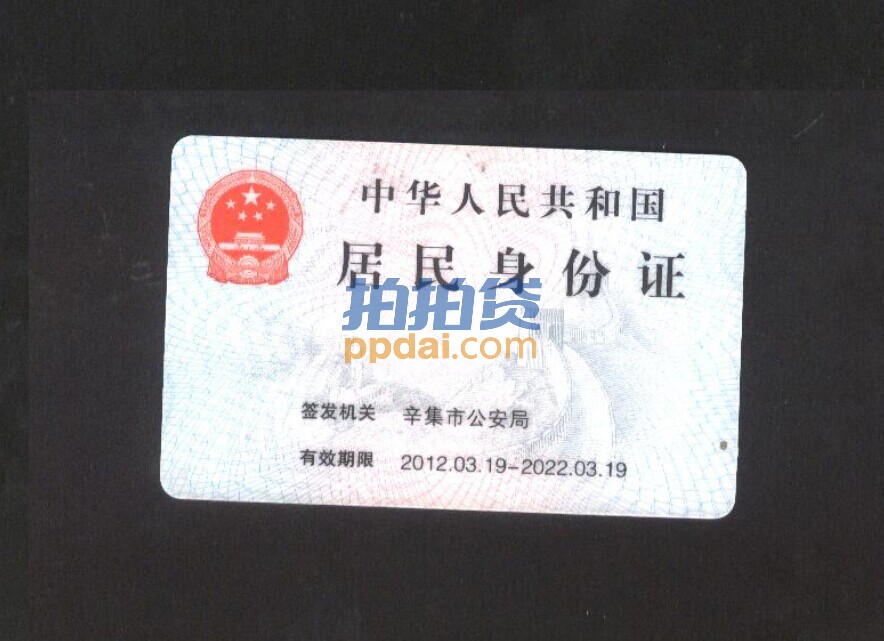 中华人民共和国
居民身份证
拍拍贷
ppdai.com
签发机关 辛集市公安局
有效期限 2012.03.19-2022.03.19